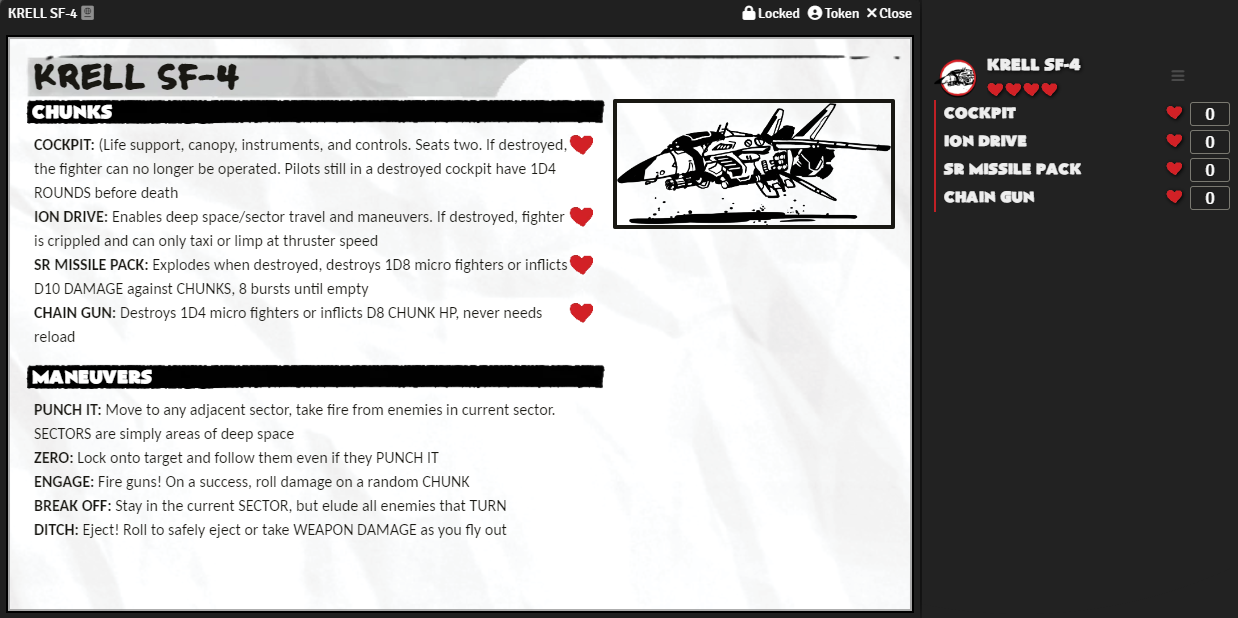 KRELL SF-4
Locked Token Close
KRELL SF-4
CHUNKS
COCKPIT: (Life support, canopy, instruments, and controls. Seats two. If destroyed,
the fighter can no longer be operated. Pilots still in a destroyed cockpit have 1D4
ROUNDS before death
ION DRIVE: Enables deep space/sector travel and maneuvers. If destroyed, fighter
is crippled and can only taxi or limp at thruster speed
SR MISSILE PACK: Explodes when destroyed, destroys 1D8 micro fighters or inflicts
D10 DAMAGE against CHUNKS, 8 bursts until empty
CHAIN GUN: Destroys 1D4 micro fighters or inflicts D8 CHUNK HP, never needs
reload
MANEUVERS
PUNCH IT: Move to any adjacent sector, take fire from enemies in current sector.
SECTORS are simply areas of deep space
ZERO: Lock onto target and follow them even if they PUNCH IT
ENGAGE: Fire guns! On a success, roll damage on a random CHUNK
BREAK OFF: Stay in the current SECTOR, but elude all enemies that TURN
DITCH: Eject! Roll to safely eject or take WEAPON DAMAGE as you fly out
KRELL SF-4
COCKPIT 0
ION DRIVE 0
SR MISSILE PACK 0
CHAIN GUN 0